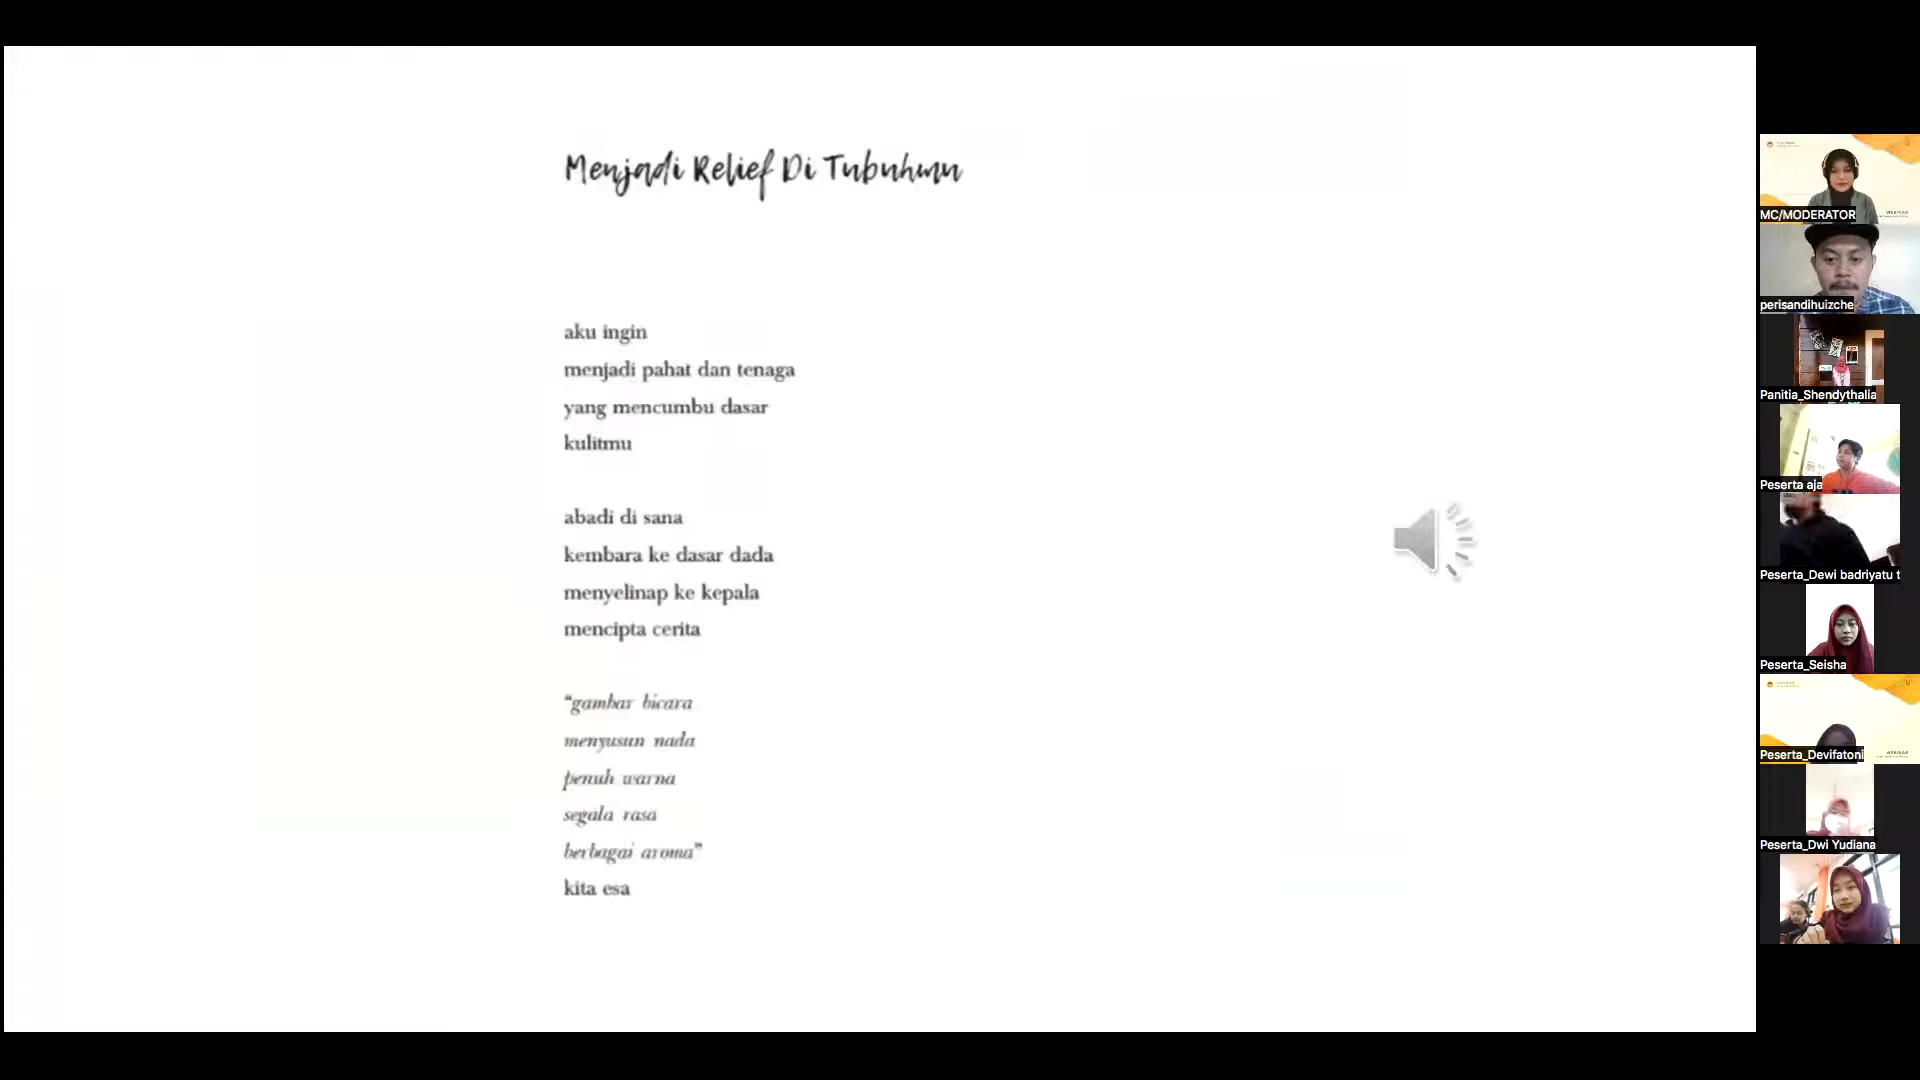 Menjadi Relief Di Tubuhmu
aku ingin
menjadi pahat dan tenaga
yang mencumbu dasar
kulitmu
abadi di sana
kembara ke dasar dada
menyelinap ke kepala
mencipta cerita
“gambar bicara
menyusun nada
penuh warna
segala rasa
berbagai aroma”
kita esa
MC/MODERATOR
perisandihuizche
Panitia_Shendythalia
Peserta aja
Peserta_Dewi badriyatu t
Peserta_Seisha
Peserta_Devifatoni
Peserta_Dwi Yudiana
WEBINAR
WEBINAR